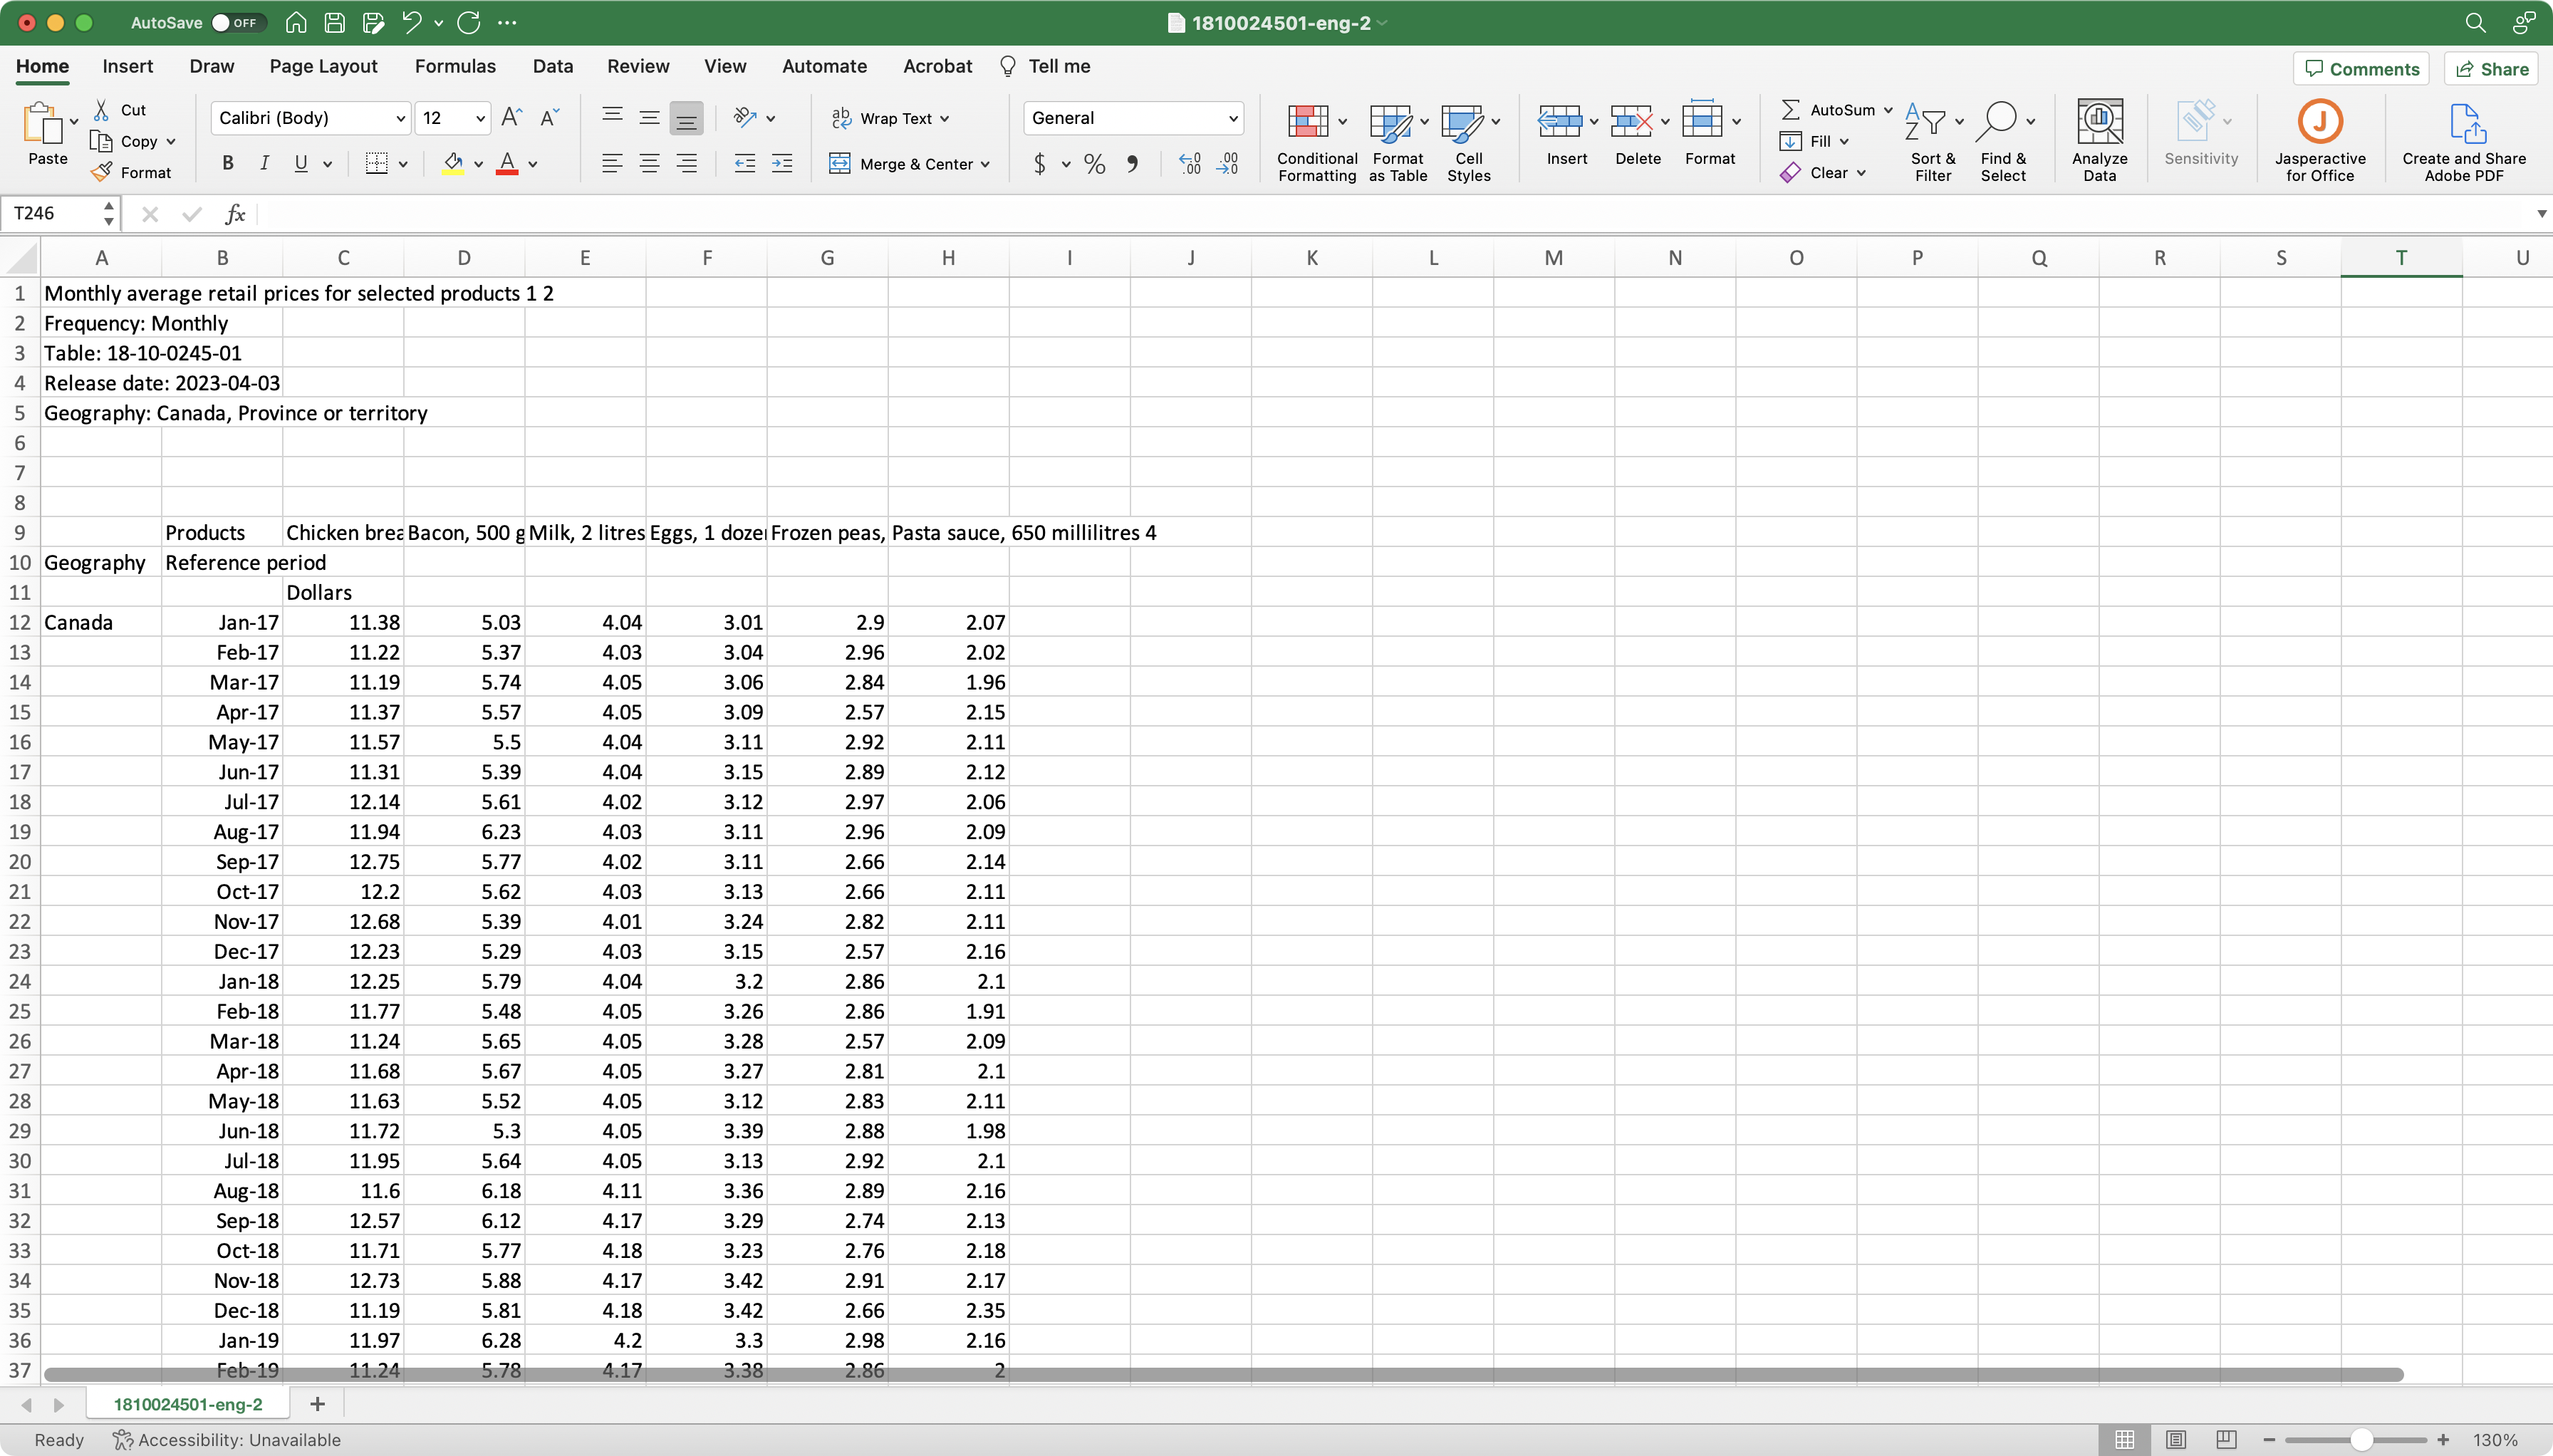 AutoSave OFF 1810024501-eng-2
Home Insert Draw Page Layout Formulas Data Review View Automate Acrobat Tell me Comments Share
Paste Cut Copy Format Calibri (Body) 12 A A B I U A ab c Wrap Text Merge & Center General $ % 9 .00 .00 Conditional Formatting Format as Table Cell Styles Insert Delete Format AutoSum Fill Clear Sort & Filter Find & Select Analyze Data Sensitivity Jasperactive for Office Create and Share Adobe PDF
T246 fx
A B C D E F G H I J K L M N O P Q R S T U
1 Monthly average retail prices for selected products 1 2
2 Frequency: Monthly
3 Table: 18-10-0245-01
4 Release date: 2023-04-03
5 Geography: Canada, Province or territory
6
7
8
9 Products Chicken brea Bacon, 500 g Milk, 2 litres Eggs, 1 dozen Frozen peas, Pasta sauce, 650 millilitres 4
10 Geography Reference period
11 Dollars
12 Canada Jan-17 11.38 5.03 4.04 3.01 2.9 2.07
13 Feb-17 11.22 5.37 4.03 3.04 2.96 2.02
14 Mar-17 11.19 5.74 4.05 3.06 2.84 1.96
15 Apr-17 11.37 5.57 4.05 3.09 2.57 2.15
16 May-17 11.57 5.5 4.04 3.11 2.92 2.11
17 Jun-17 11.31 5.39 4.04 3.15 2.89 2.12
18 Jul-17 12.14 5.61 4.02 3.12 2.97 2.06
19 Aug-17 11.94 6.23 4.03 3.11 2.96 2.09
20 Sep-17 12.75 5.77 4.02 3.11 2.66 2.14
21 Oct-17 12.2 5.62 4.03 3.13 2.66 2.11
22 Nov-17 12.68 5.39 4.01 3.24 2.82 2.11
23 Dec-17 12.23 5.29 4.03 3.15 2.57 2.16
24 Jan-18 12.25 5.79 4.04 3.2 2.86 2.1
25 Feb-18 11.77 5.48 4.05 3.26 2.86 1.91
26 Mar-18 11.24 5.65 4.05 3.28 2.57 2.09
27 Apr-18 11.68 5.67 4.05 3.27 2.81 2.1
28 May-18 11.63 5.52 4.05 3.12 2.83 2.11
29 Jun-18 11.72 5.3 4.05 3.39 2.88 1.98
30 Jul-18 11.95 5.64 4.05 3.13 2.92 2.1
31 Aug-18 11.6 6.18 4.11 3.36 2.89 2.16
32 Sep-18 12.57 6.12 4.17 3.29 2.74 2.13
33 Oct-18 11.71 5.77 4.18 3.23 2.76 2.18
34 Nov-18 12.73 5.88 4.17 3.42 2.91 2.17
35 Dec-18 11.19 5.81 4.18 3.42 2.66 2.35
36 Jan-19 11.97 6.28 4.2 3.3 2.98 2.16
37 Feb-19 11.24 5.78 4.17 3.38 2.86 2
1810024501-eng-2 +
Ready Accessibility: Unavailable 130%